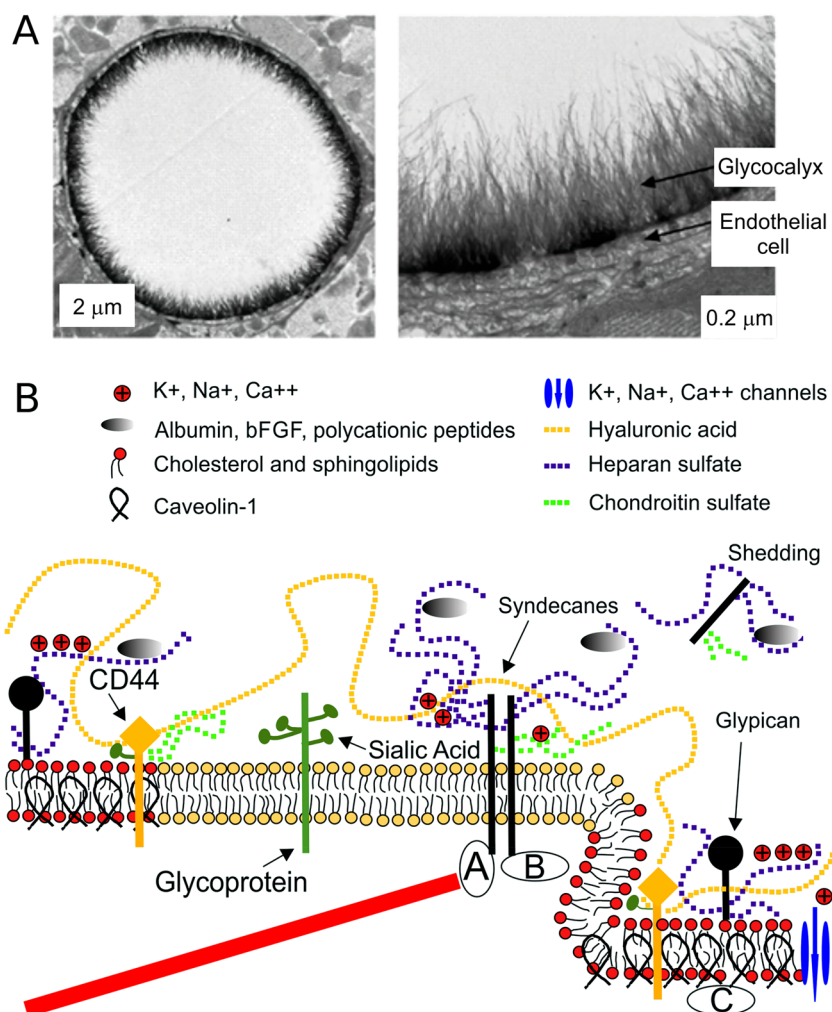 A
Glycocalyx
Endothelial
cell
2 μm
0.2 μm
B
K+, Na+, Ca++
K+, Na+, Ca++ channels
Albumin, bFGF, polycationic peptides
Hyaluronic acid
Cholesterol and sphingolipids
Heparan sulfate
Caveolin-1
Chondroitin sulfate
Shedding
Syndecanes
CD44
Glypican
Sialic Acid
Glycoprotein
A
B
C